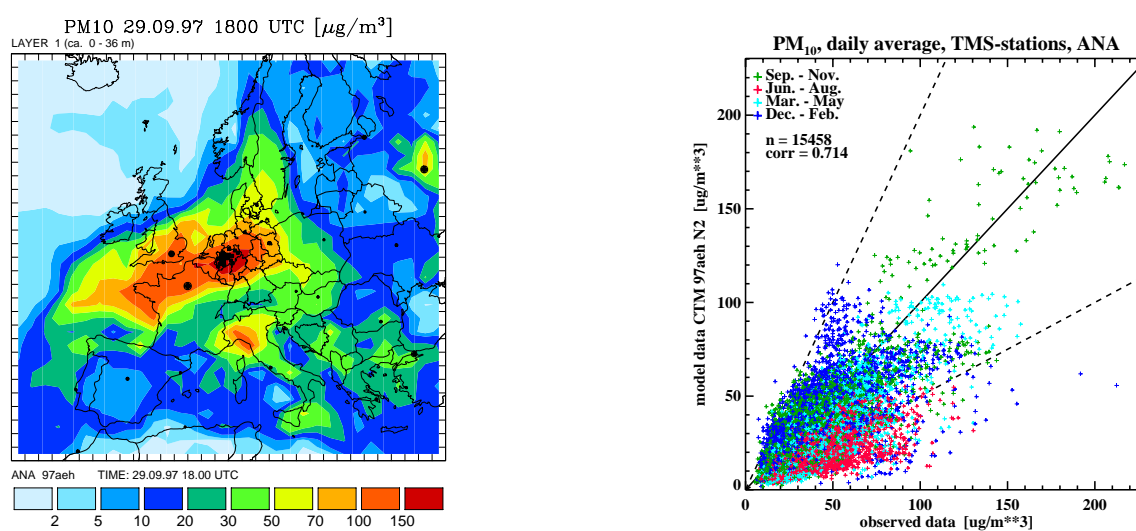 PM10 29.09.97 1800 UTC [μg/m³]
LAYER 1 (ca. 0 - 36 m)
ANA 97aeh TIME: 29.09.97 18.00 UTC
2 5 10 20 30 50 70 100 150
PM₁₀, daily average, TMS-stations, ANA
Sep. - Nov.
Jun. - Aug.
Mar. - May
Dec. - Feb.
n = 15458
corr = 0.714
model data CTM 97aeh N2 [ug/m**3]
200
150
100
50
0
0 50 100 150 200
observed data [ug/m**3]